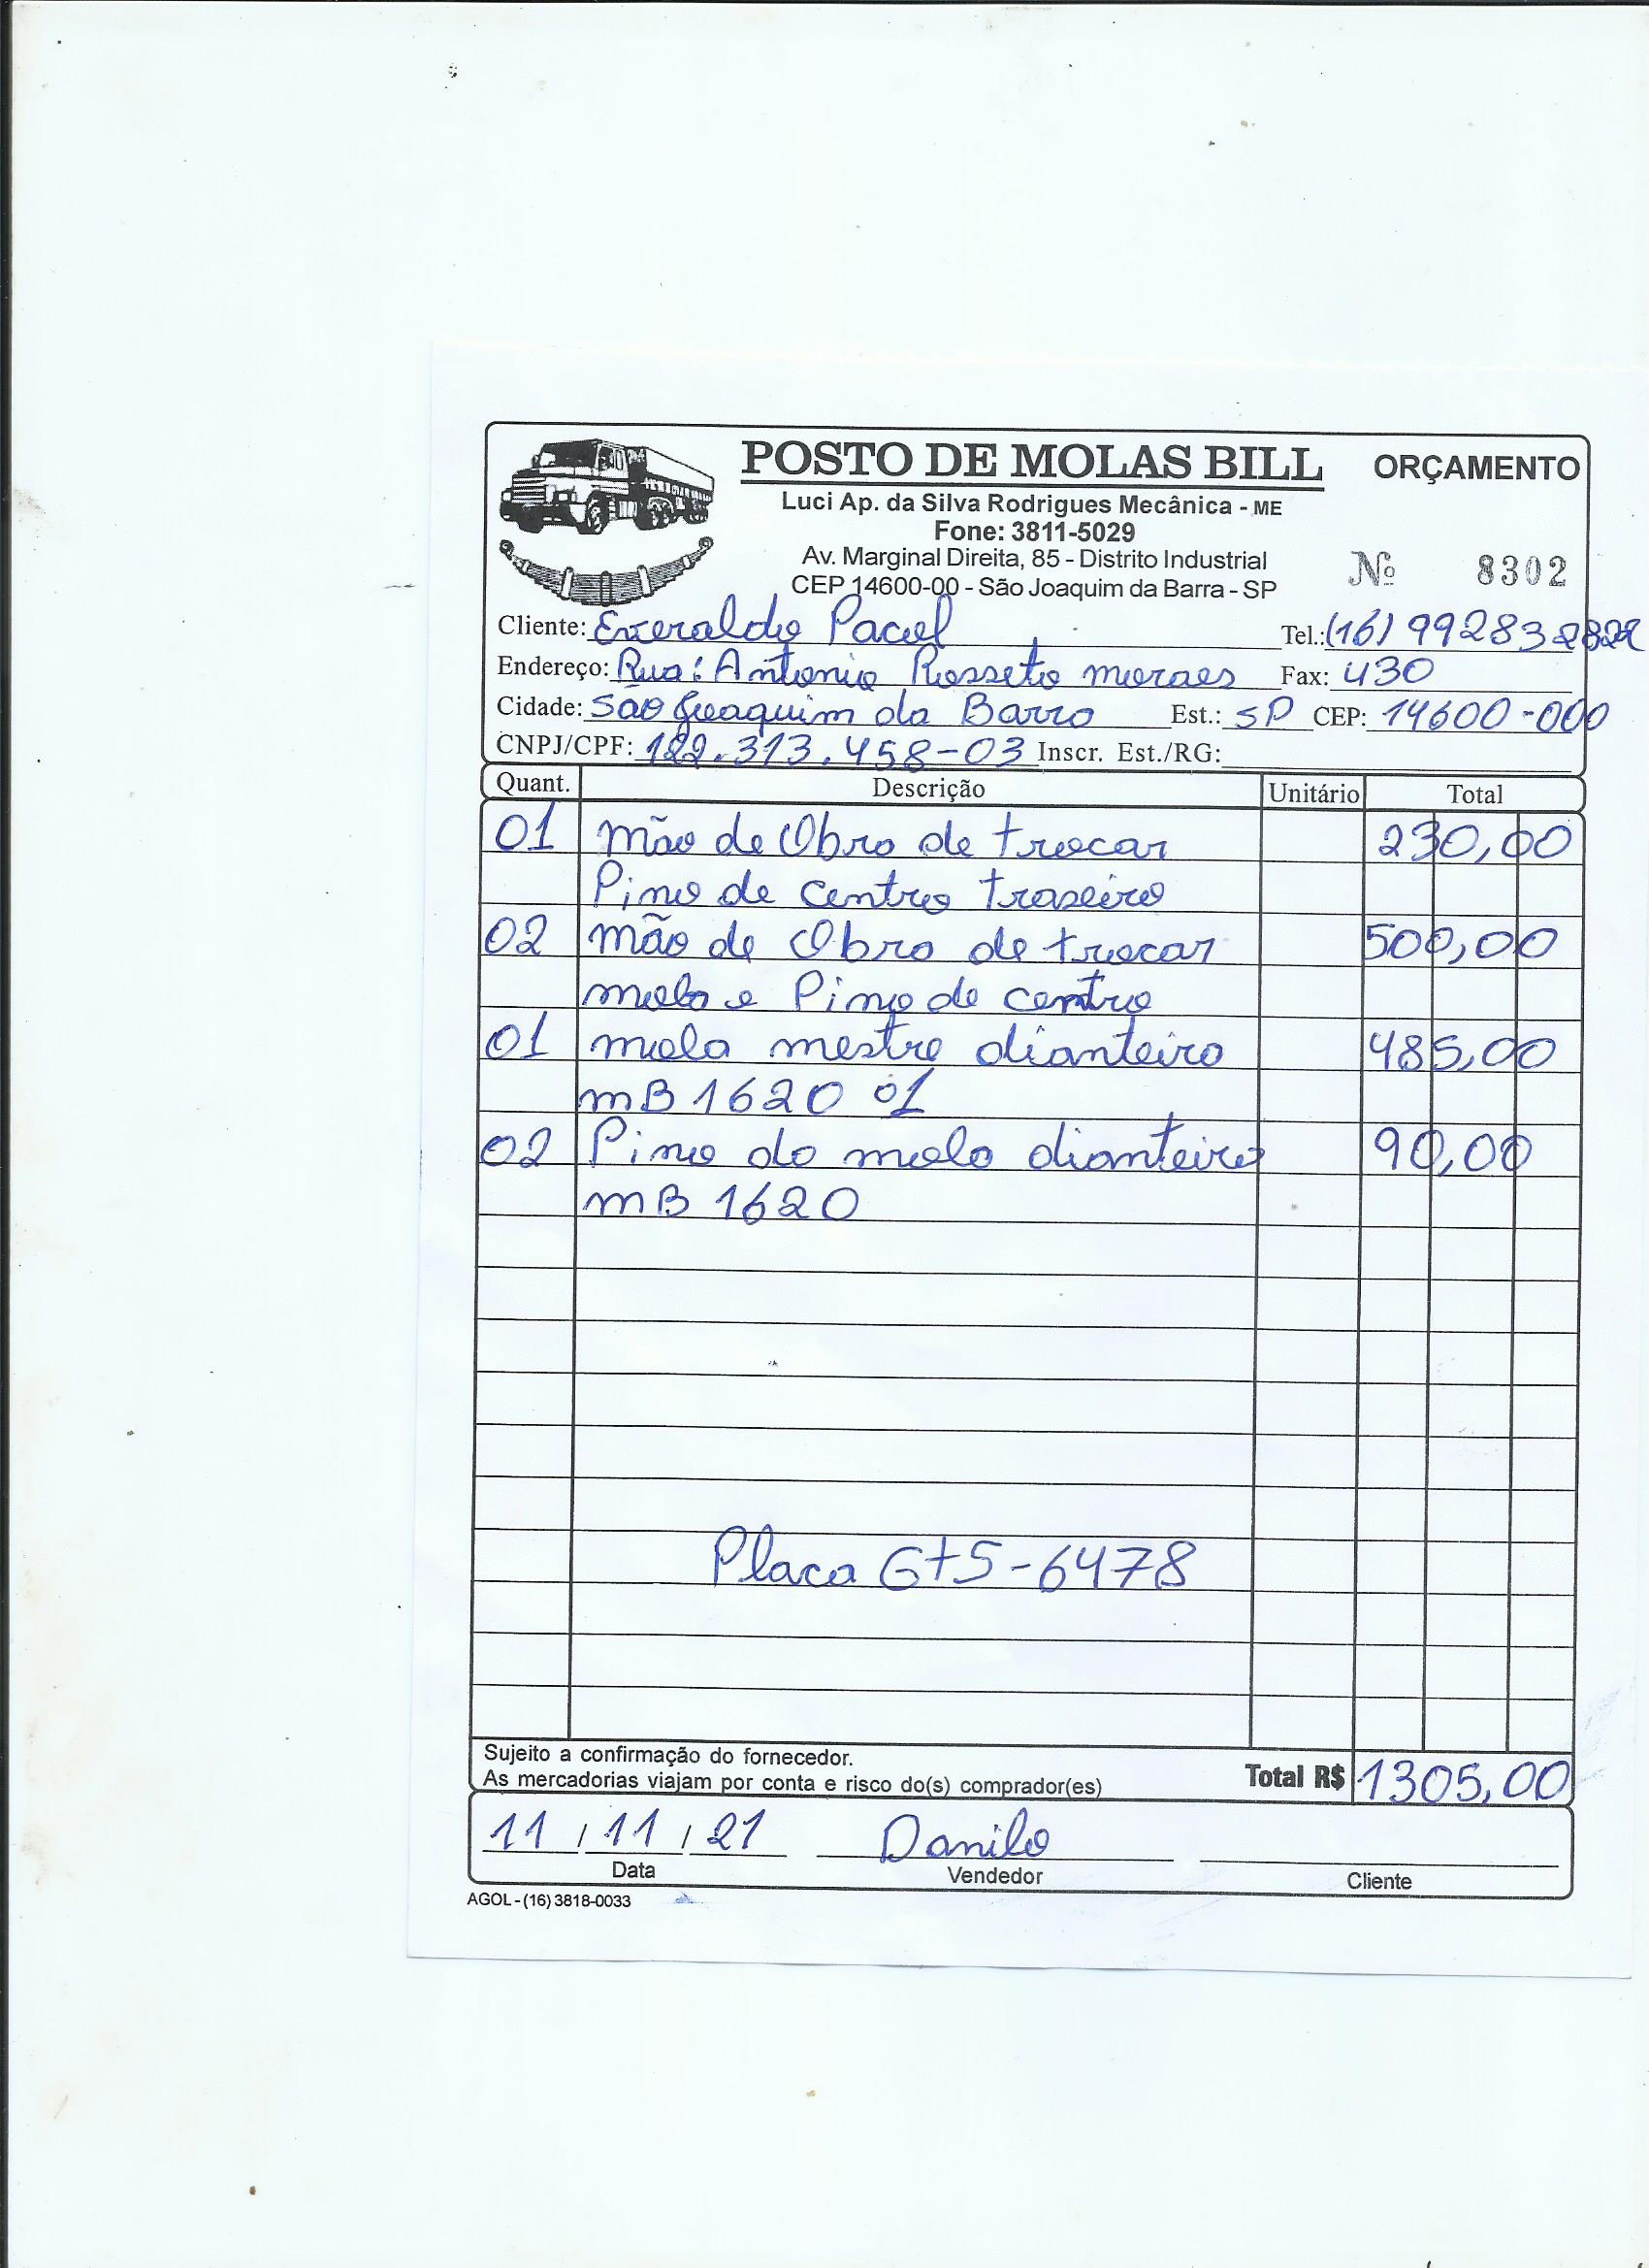 POSTO DE MOLAS BILL ORÇAMENTO
Luci Ap. da Silva Rodrigues Mecânica - ME
Fone: 3811-5029
Av. Marginal Direita, 85 - Distrito Industrial
CEP 14600-00 - São Joaquim da Barra - SP
Nº 8302
Cliente: Tel.: (16)
Endereço: Rua: Antonio Rosseto moraes Fax: 430
Cidade: São Joaquim da Barra Est.: SP CEP: 14600-000
CNPJ/CPF: 122.313.458-03 Inscr. Est./RG:
Quant. Descrição Unitário Total
01 mão de Obra de trocar 230,00
Pino de centro traseiro
02 mão de Obra de trocar 500,00
mola e Pino de centro
01 mola mestre dianteiro 485,00
mB 1620 01
02 Pino da mola dianteiro 90,00
mB 1620
Placa GtS-6478
Sujeito a confirmação do fornecedor.
As mercadorias viajam por conta e risco do(s) comprador(es)
Total R$ 1305,00
11 / 11 / 21 Danilo
Data Vendedor Cliente
AGOL - (16) 3818-0033